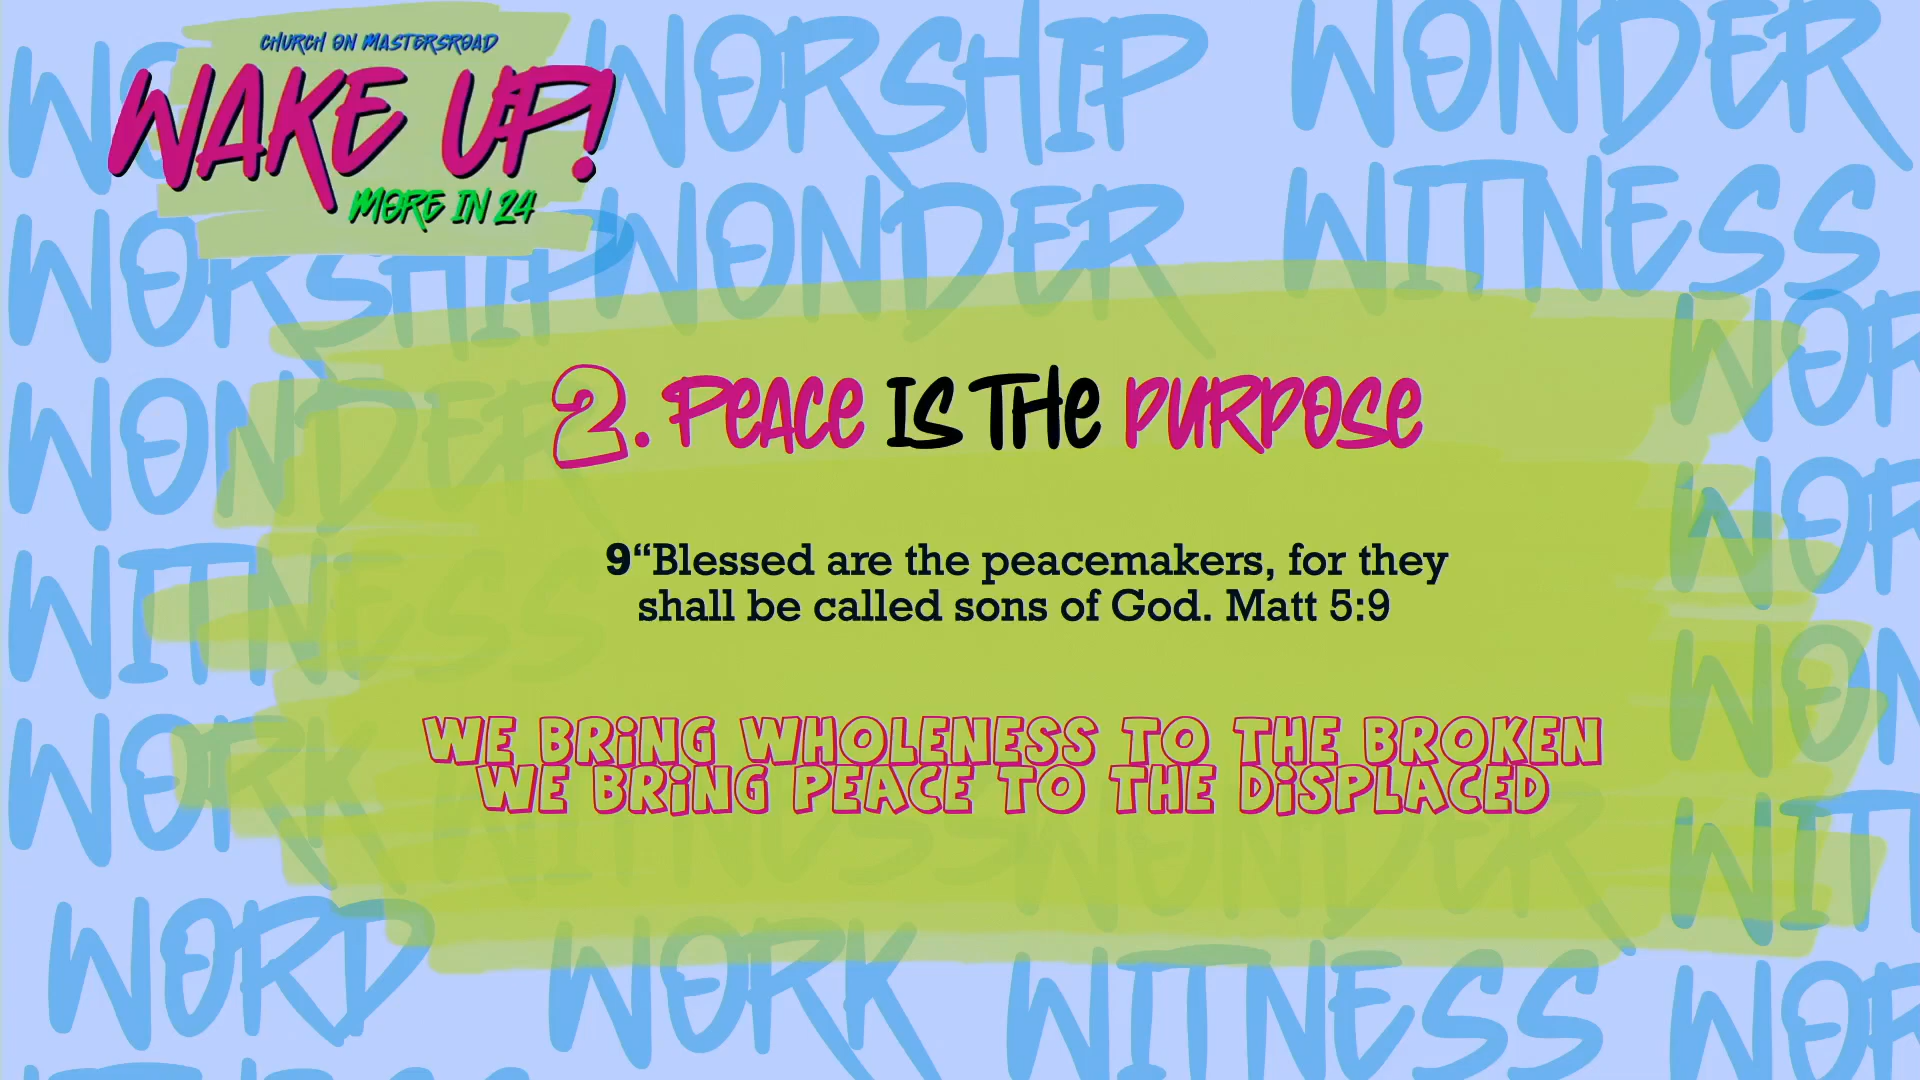 CHURCH ON MASTERSROAD
WAKE UP!
MORE IN 24
WORSHIP WONDER
WORSHIP WONDER WITNESS
WONDER
WITNESS
WORK WITNESS WONDER
WORD WORK WITNESS
2. PEACE IS THE PURPOSE
9“Blessed are the peacemakers, for they
shall be called sons of God. Matt 5:9
WE BRING WHOLENESS TO THE BROKEN
WE BRING PEACE TO THE DISPLACED